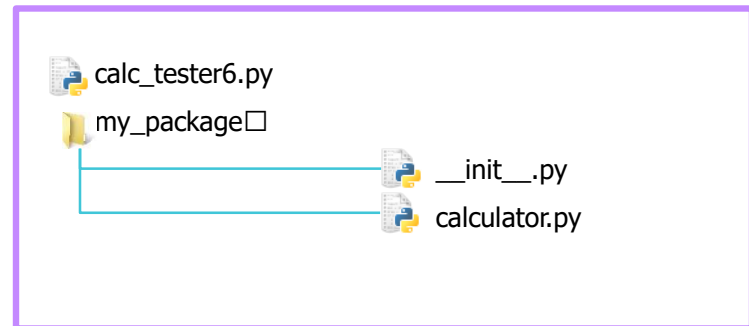 calc_tester6.py
my_package□
__init__.py
calculator.py